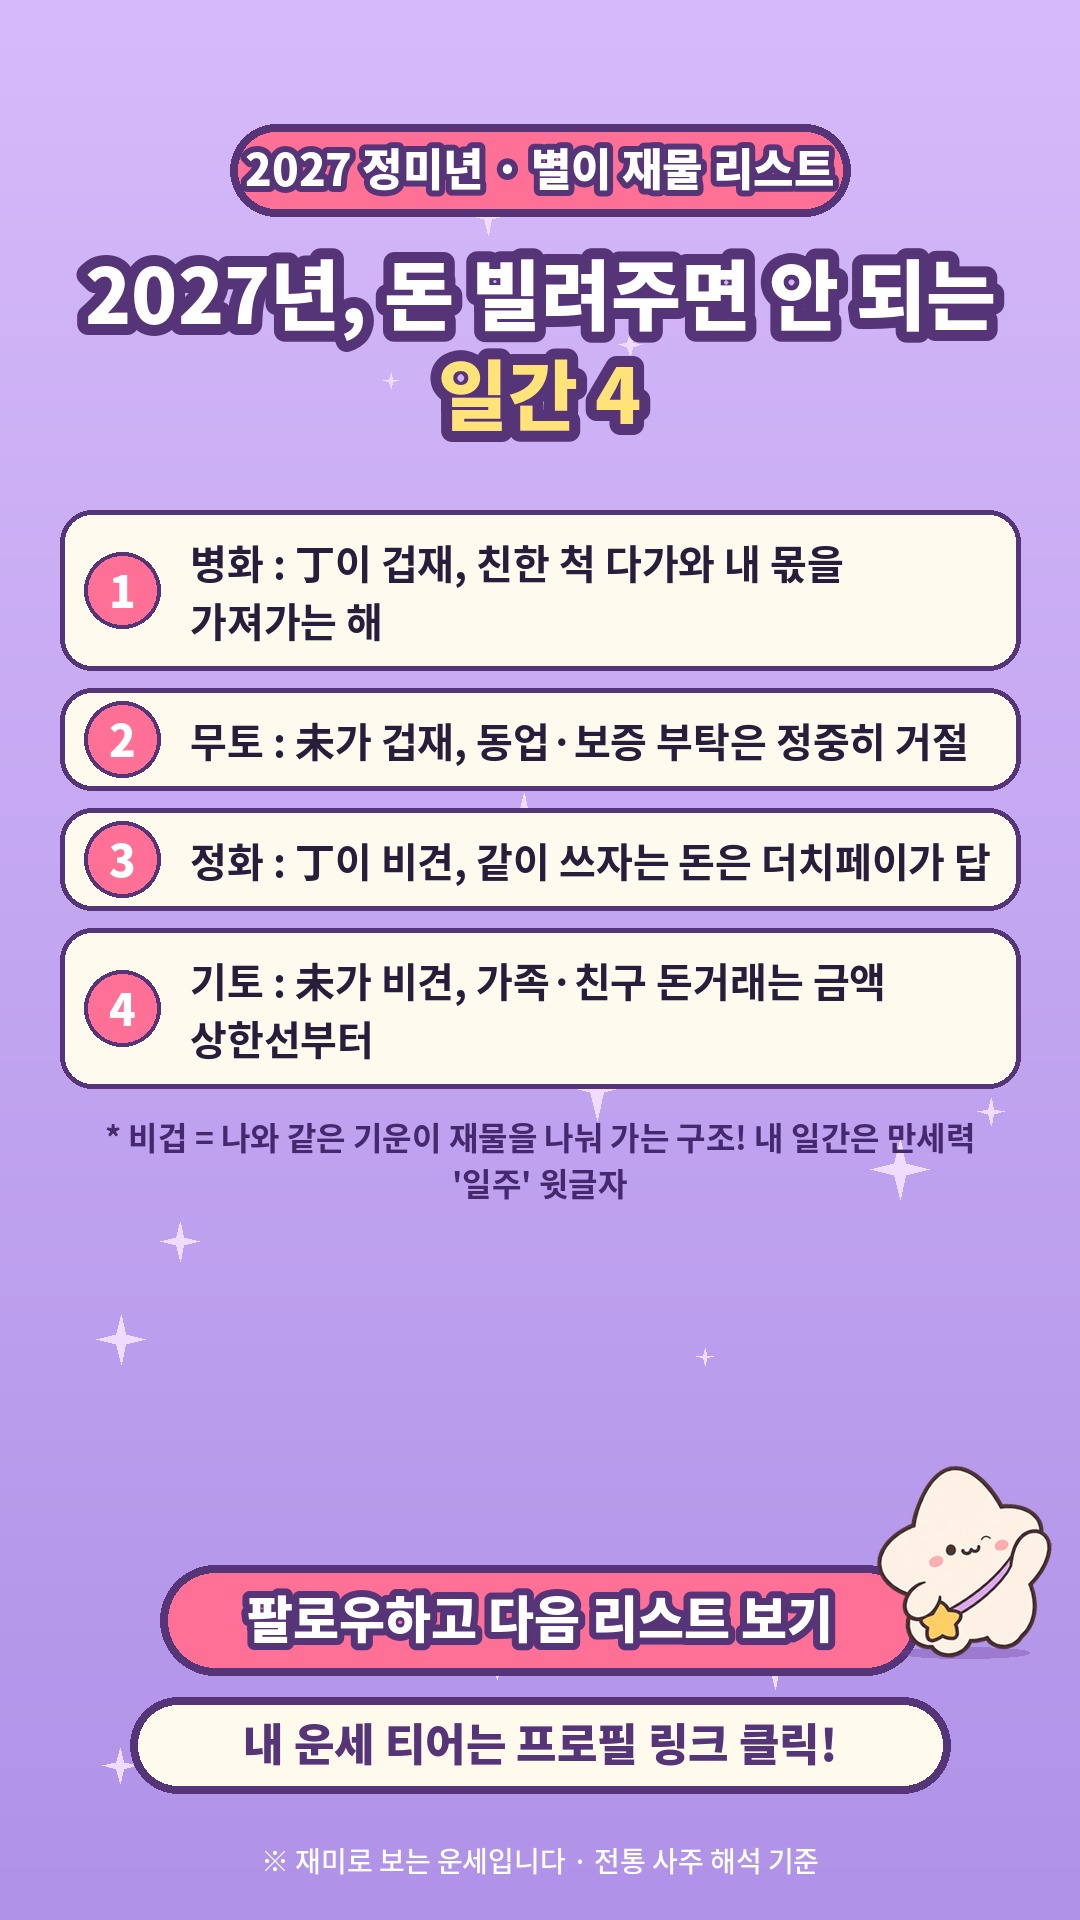 2027 정미년 · 별이 재물 리스트
2027년, 돈 빌려주면 안 되는
일간 4
1
병화 : 丁이 겁재, 친한 척 다가와 내 몫을
가져가는 해
2
무토 : 未가 겁재, 동업·보증 부탁은 정중히 거절
3
정화 : 丁이 비견, 같이 쓰자는 돈은 더치페이가 답
4
기토 : 未가 비견, 가족·친구 돈거래는 금액
상한선부터
* 비겁 = 나와 같은 기운이 재물을 나눠 가는 구조! 내 일간은 만세력
'일주' 윗글자
팔로우하고 다음 리스트 보기
내 운세 티어는 프로필 링크 클릭!
※ 재미로 보는 운세입니다 · 전통 사주 해석 기준